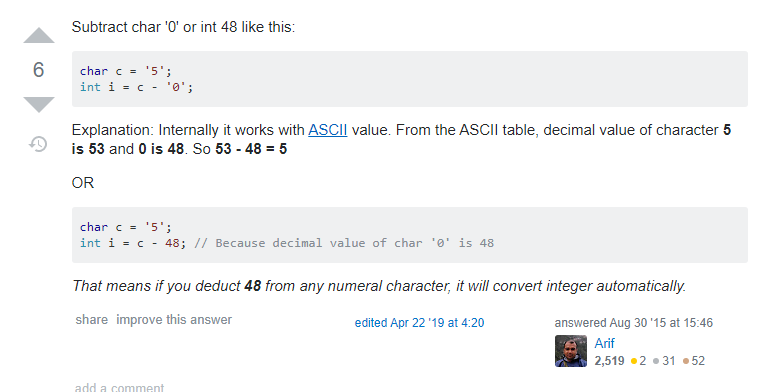 Subtract char '0' or int 48 like this:
6
char c = '5';
int i = c - '0';
Explanation: Internally it works with ASCII value. From the ASCII table, decimal value of character 5
is 53 and 0 is 48. So 53 - 48 = 5
OR
char c = '5';
int i = c - 48; // Because decimal value of char '0' is 48
That means if you deduct 48 from any numeral character, it will convert integer automatically.
share improve this answer
edited Apr 22 '19 at 4:20
answered Aug 30 '15 at 15:46
Arif
2,519 2 31 52
add a comment